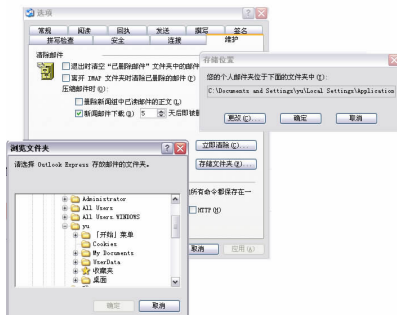 选项
常规 阅读 回执 发送 撰写 签名
拼写检查 安全 连接 维护
清除邮件
退出时清空“已删除邮件”文件夹中的邮件
离开 IMAP 文件夹时清除已删除的邮件(P)
压缩邮件时(Q):
删除新闻组中已读邮件的正文(L)
新闻邮件下载(D) 5 天后即被删
立即清除(C)...
存储文件夹(F)...
所有命令都保存在一
HTTP(H)
取消 应用(A)
存储位置
您的个人邮件存位于下面的文件夹中(T):
C:\Documents and Settings\yu\Local Settings\Application
更改(C)... 确定 取消
浏览文件夹
请选择 Outlook Express 存放邮件的文件夹。
Administrator
All Users
All Users.WINDOWS
yu
「开始」菜单
Cookies
My Documents
UserData
收藏夹
桌面
确定 取消